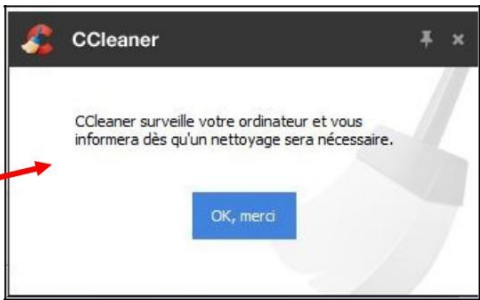 CCleaner
CCleaner surveille votre ordinateur et vous
informera dès qu'un nettoyage sera nécessaire.
OK, merci